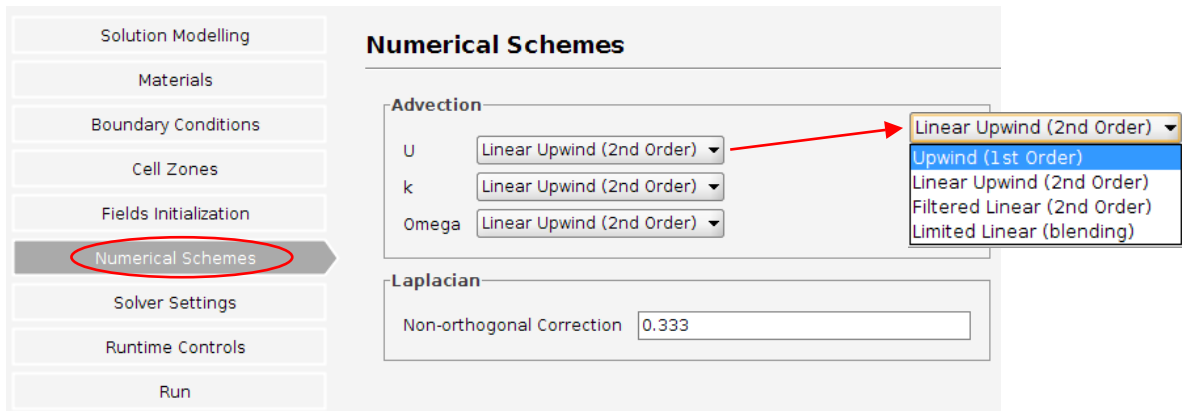 Solution Modelling
Materials
Boundary Conditions
Cell Zones
Fields Initialization
Numerical Schemes
Solver Settings
Runtime Controls
Run
Numerical Schemes
Advection
U Linear Upwind (2nd Order)
k Linear Upwind (2nd Order)
Omega Linear Upwind (2nd Order)
Laplacian
Non-orthogonal Correction 0.333
Linear Upwind (2nd Order)
Upwind (1st Order)
Linear Upwind (2nd Order)
Filtered Linear (2nd Order)
Limited Linear (blending)